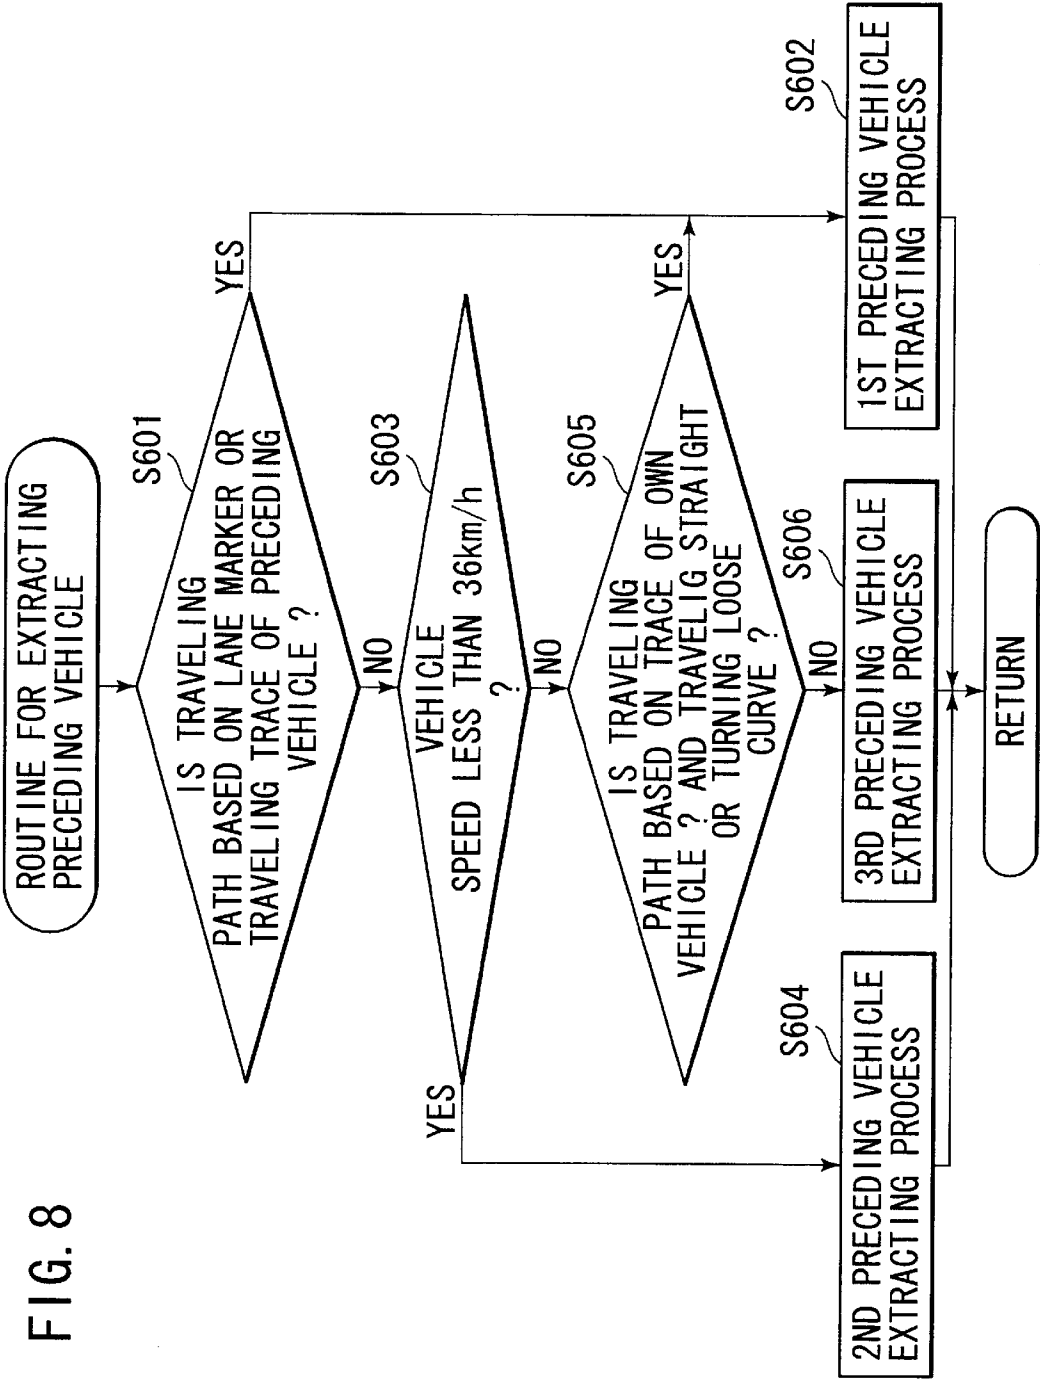 FIG. 8
ROUTINE FOR EXTRACTING
PRECEDING VEHICLE
S601
IS TRAVELING
PATH BASED ON LANE MARKER OR
TRAVELING TRACE OF PRECEDING
VEHICLE ?
YES
NO
S603
VEHICLE
SPEED LESS THAN 36km/h
?
YES
NO
S605
IS TRAVELING
PATH BASED ON TRACE OF OWN
VEHICLE ? AND TRAVELIG STRAIGHT
OR TURNING LOOSE
CURVE ?
YES
NO
S604
2ND PRECEDING VEHICLE
EXTRACTING PROCESS
S606
3RD PRECEDING VEHICLE
EXTRACTING PROCESS
S602
1ST PRECEDING VEHICLE
EXTRACTING PROCESS
RETURN